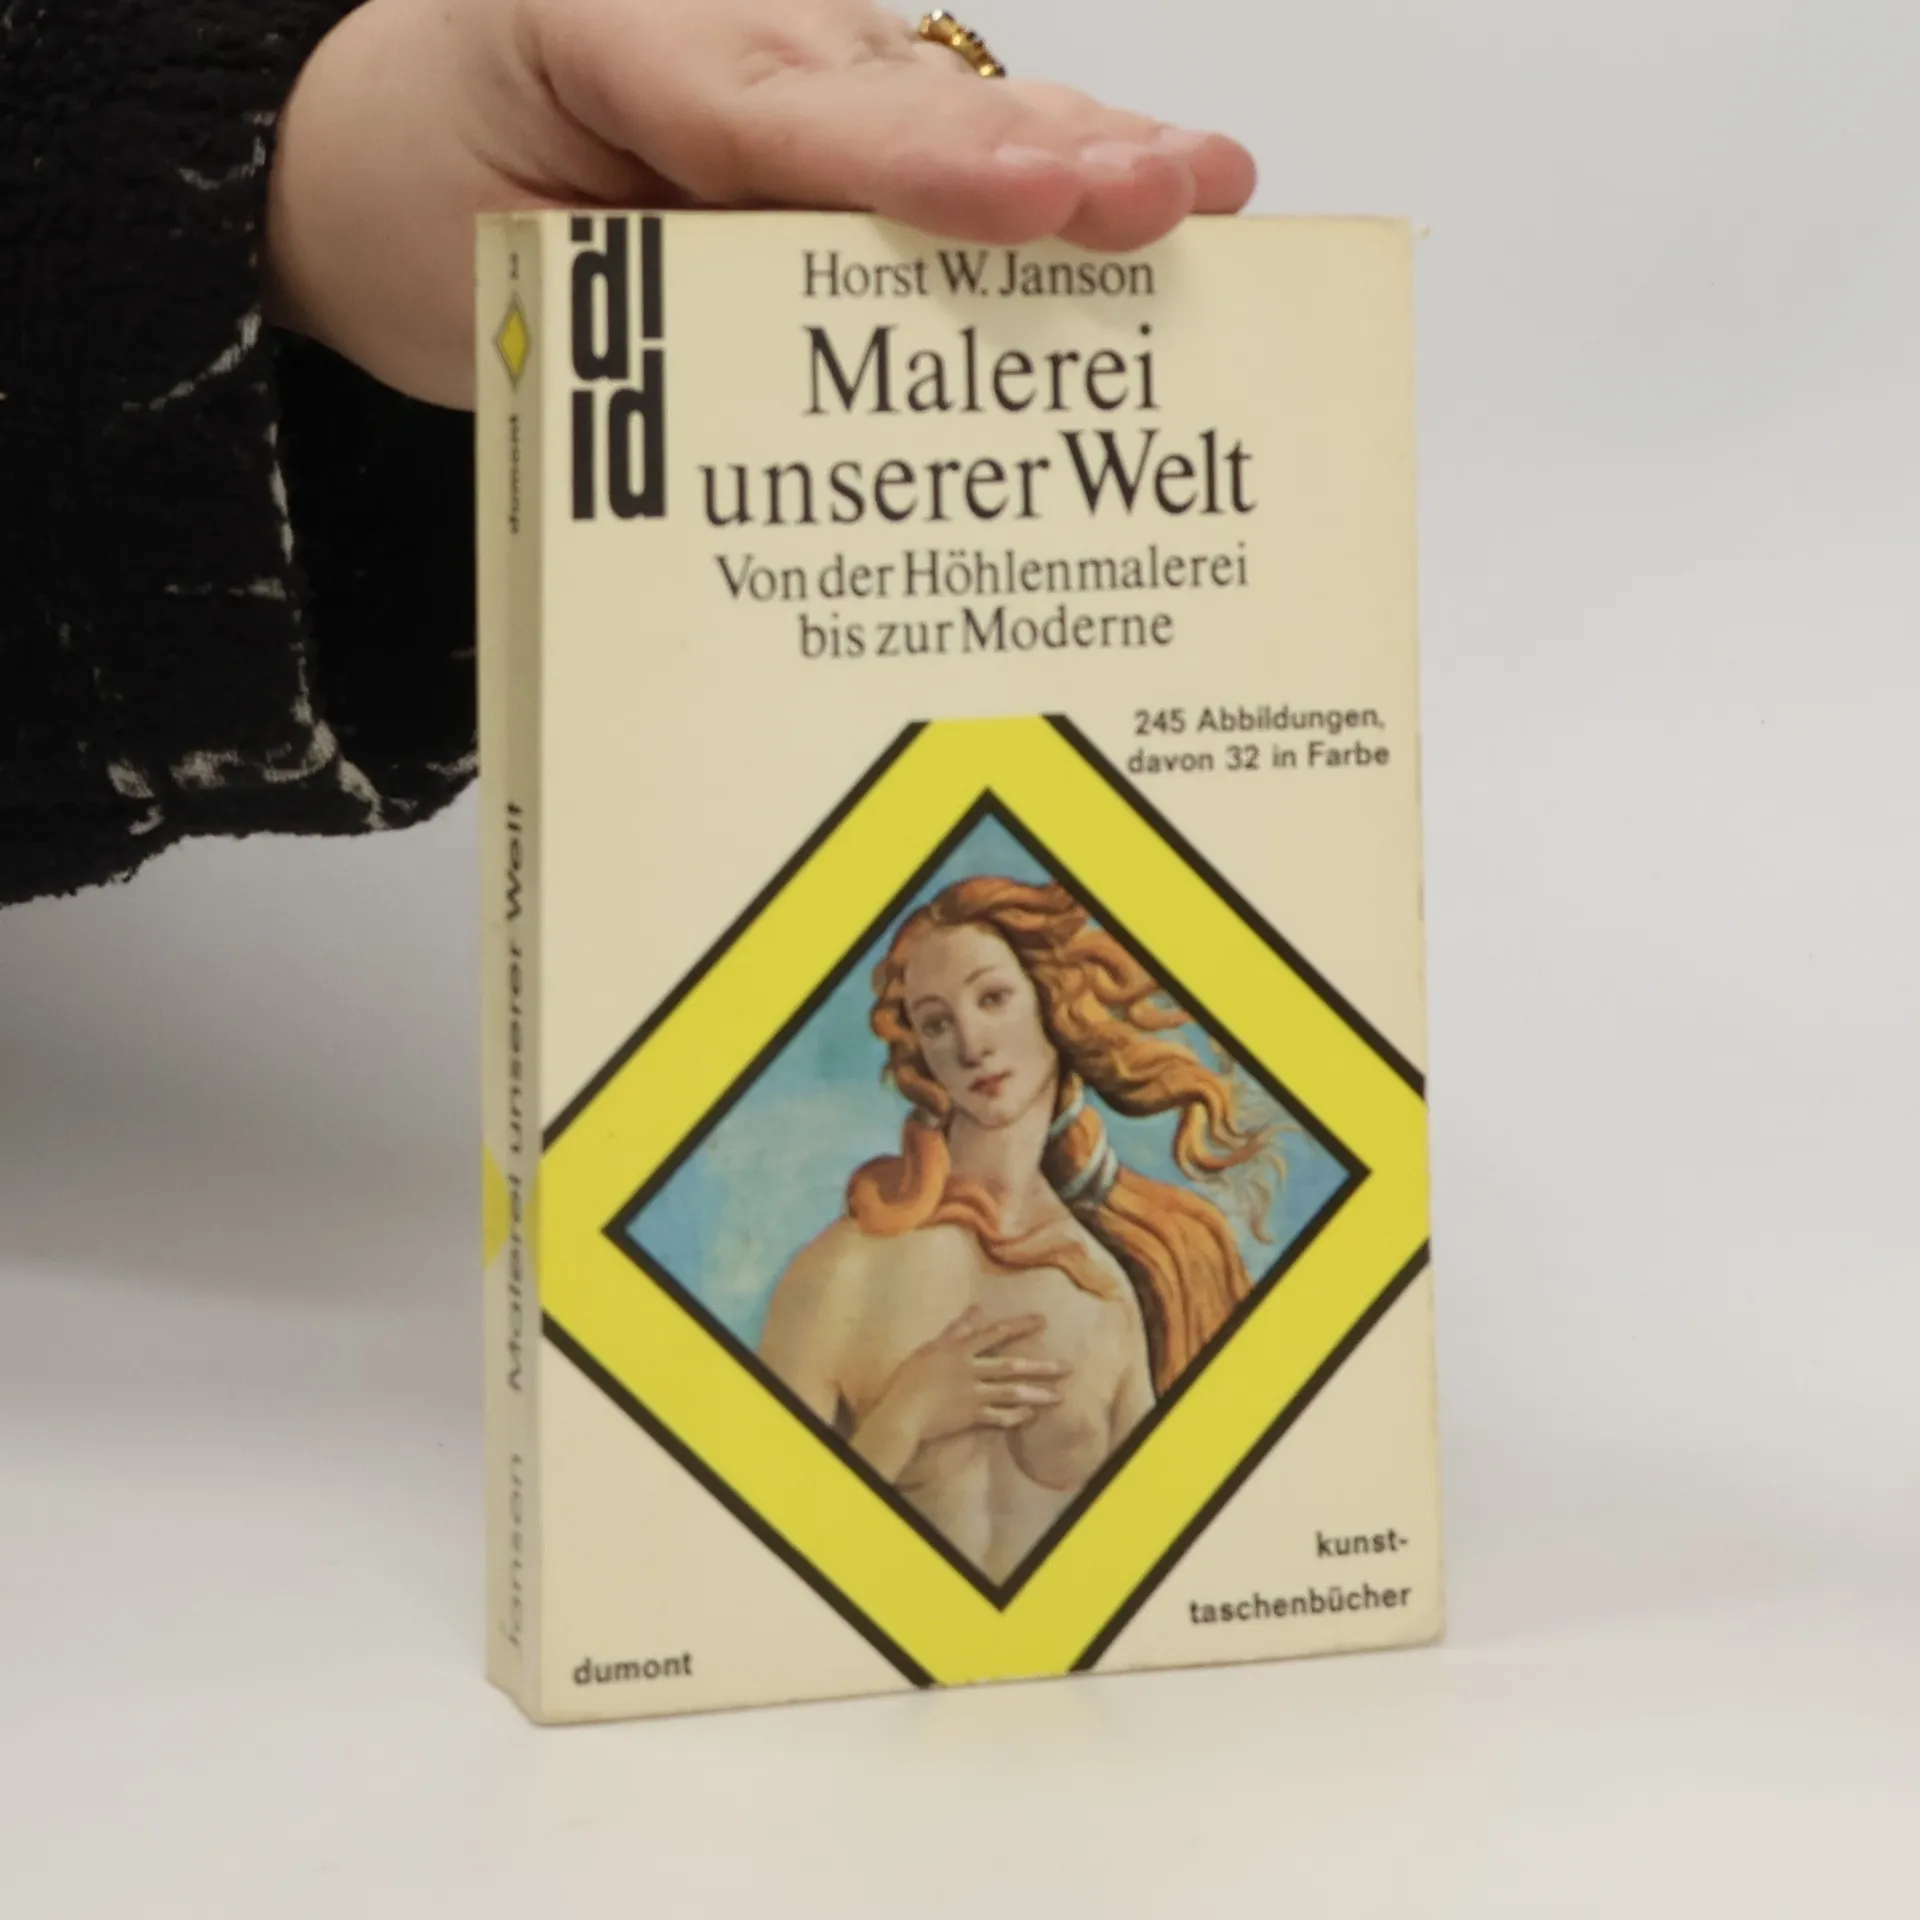 Horst W. Janson
Malerei
unserer Welt
Von der Höhlenmalerei
bis zur Moderne
245 Abbildungen,
davon 32 in Farbe
kunst-
taschenbücher
dumont
dumont
Janson Malerei unserer Welt